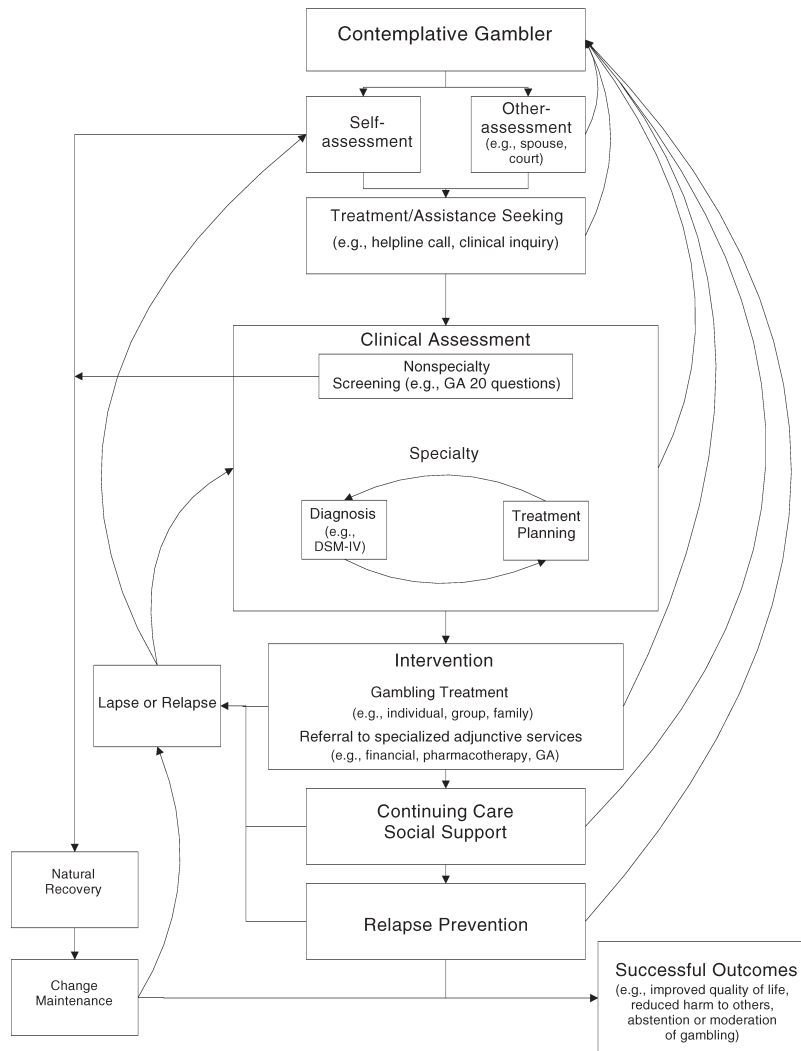 Contemplative Gambler
Self-
assessment
Other-
assessment
(e.g., spouse,
court)
Treatment/Assistance Seeking
(e.g., helpline call, clinical inquiry)
Clinical Assessment
Nonspecialty
Screening (e.g., GA 20 questions)
Specialty
Diagnosis
(e.g.,
DSM-IV)
Treatment
Planning
Intervention
Gambling Treatment
(e.g., individual, group, family)
Referral to specialized adjunctive services
(e.g., financial, pharmacotherapy, GA)
Lapse or Relapse
Continuing Care
Social Support
Natural
Recovery
Relapse Prevention
Change
Maintenance
Successful Outcomes
(e.g., improved quality of life,
reduced harm to others,
abstention or moderation
of gambling)